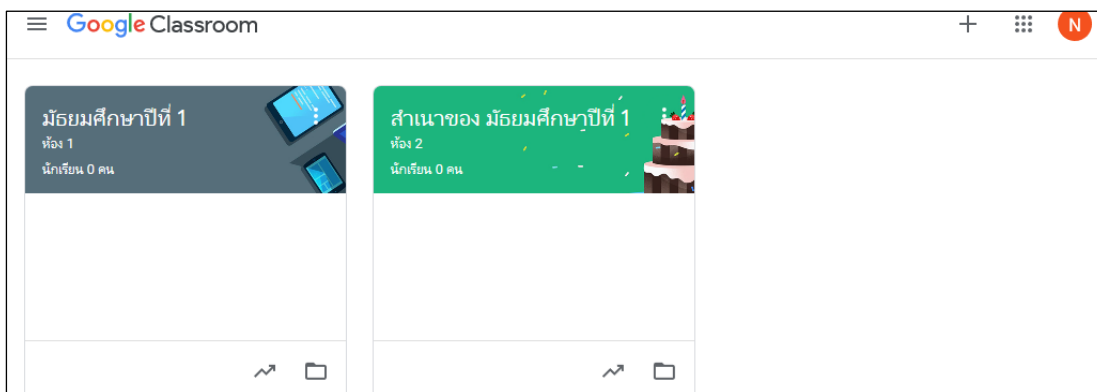 Google Classroom
N
มัธยมศึกษาปีที่ 1
ห้อง 1
นักเรียน 0 คน
สำเนาของ มัธยมศึกษาปีที่ 1
ห้อง 2
นักเรียน 0 คน